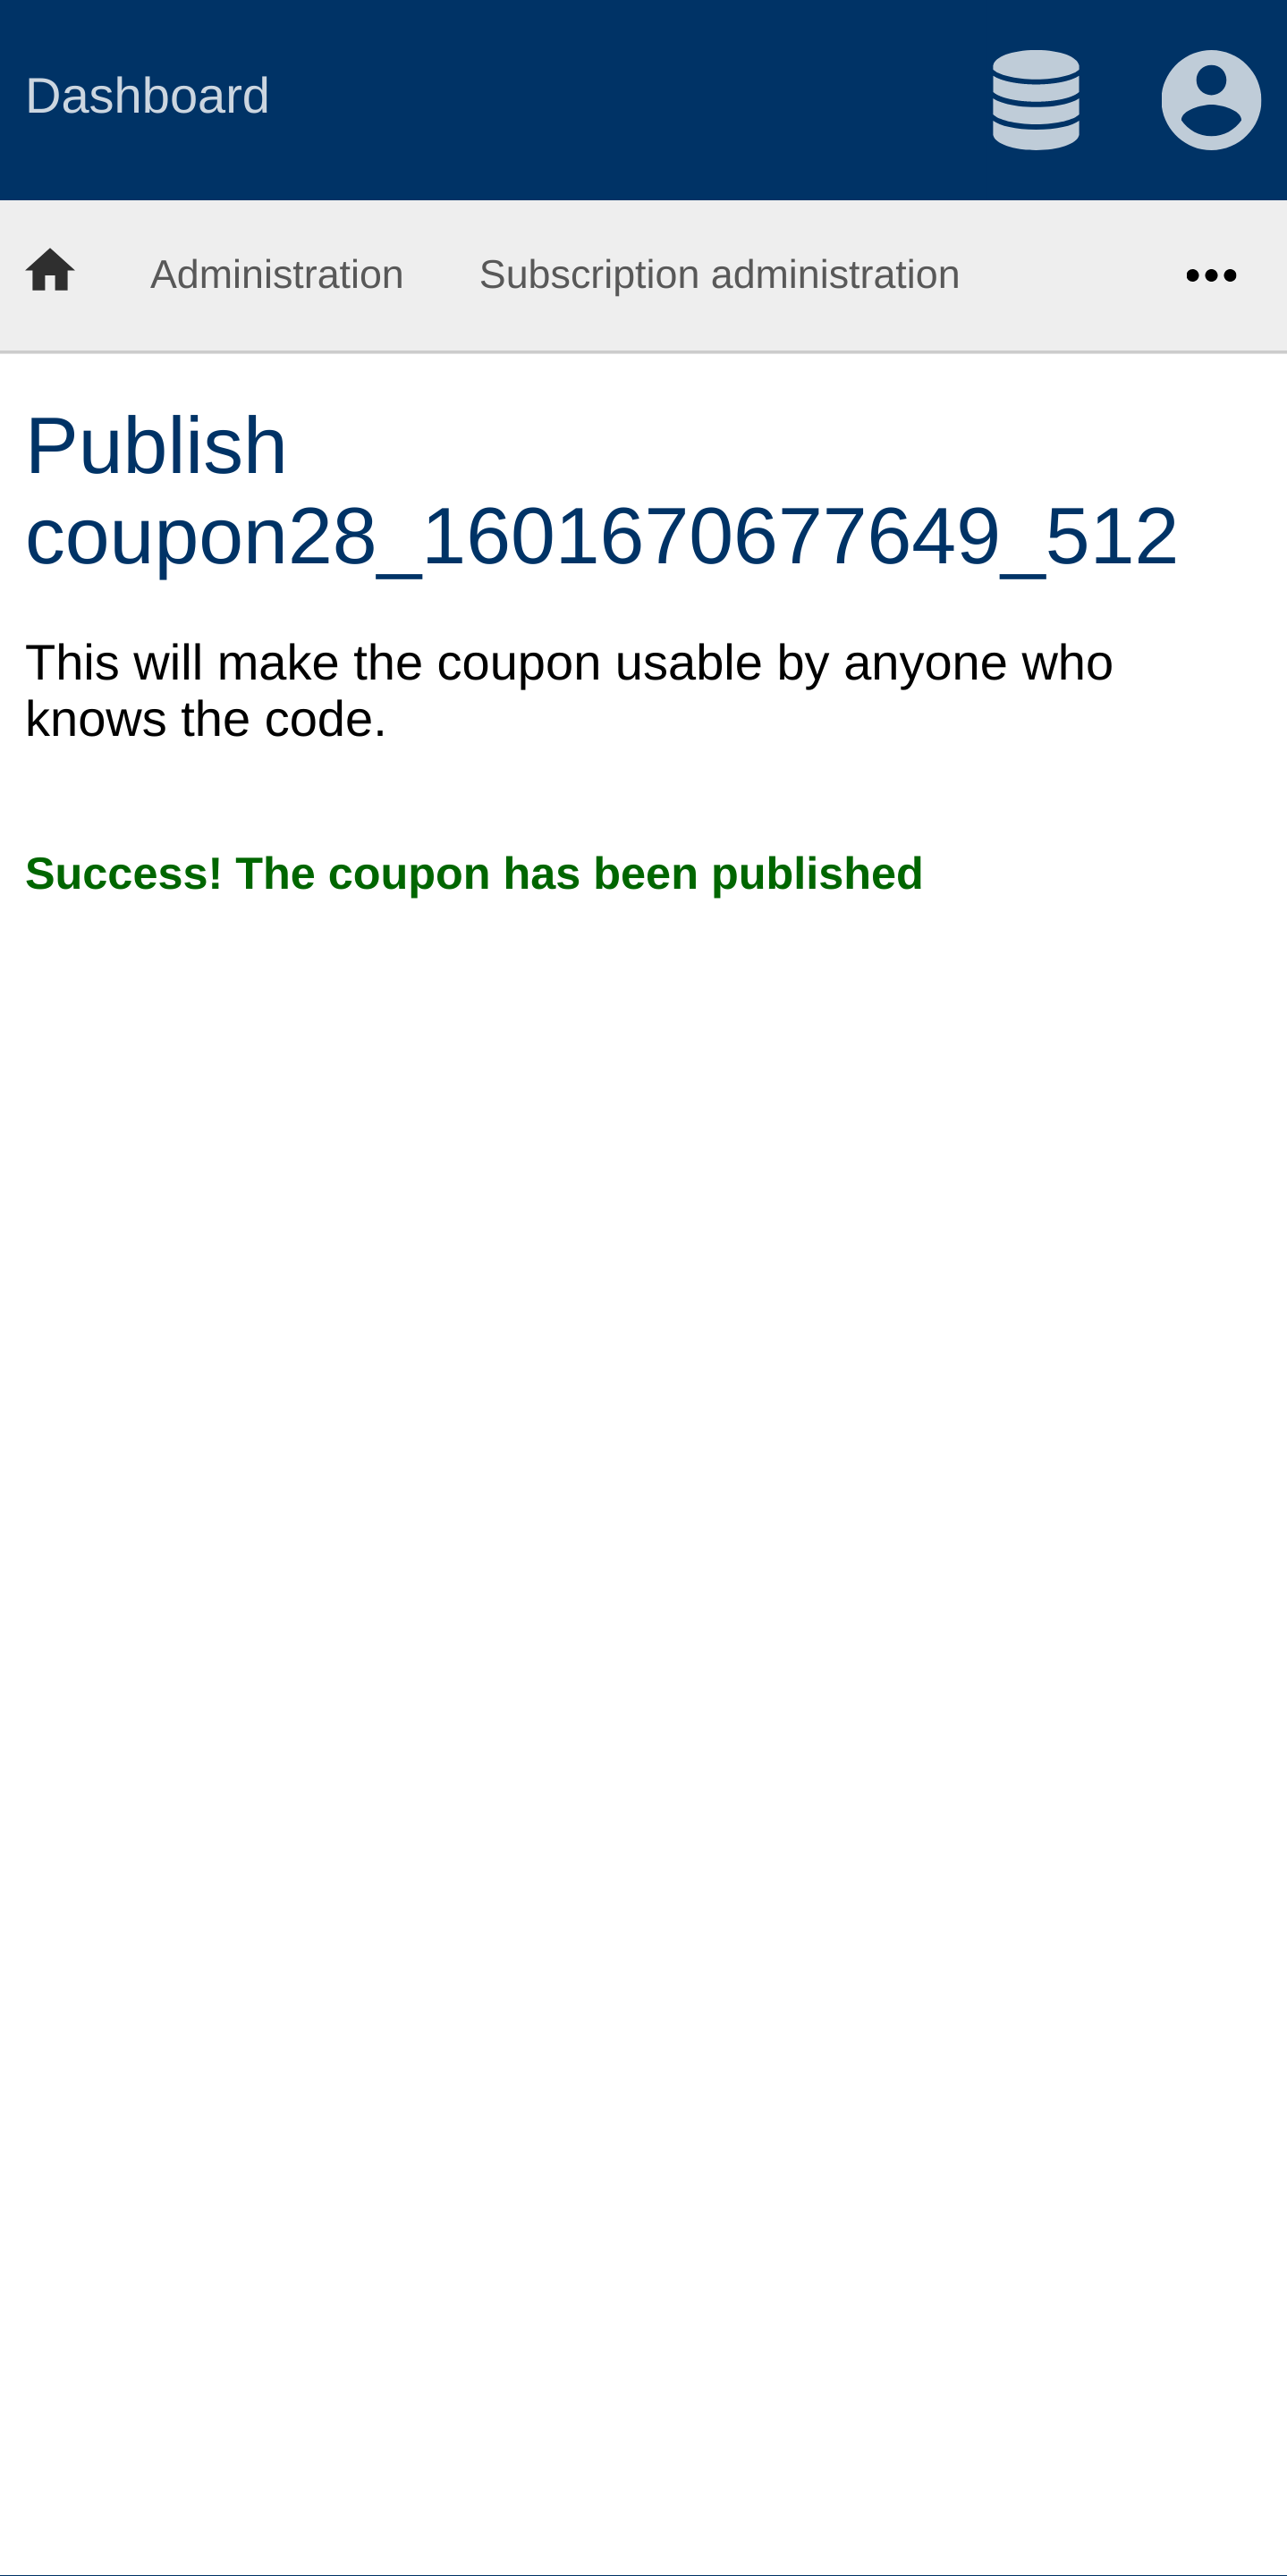 Dashboard
Administration Subscription administration
Publish
coupon28_1601670677649_512
This will make the coupon usable by anyone who
knows the code.
Success! The coupon has been published